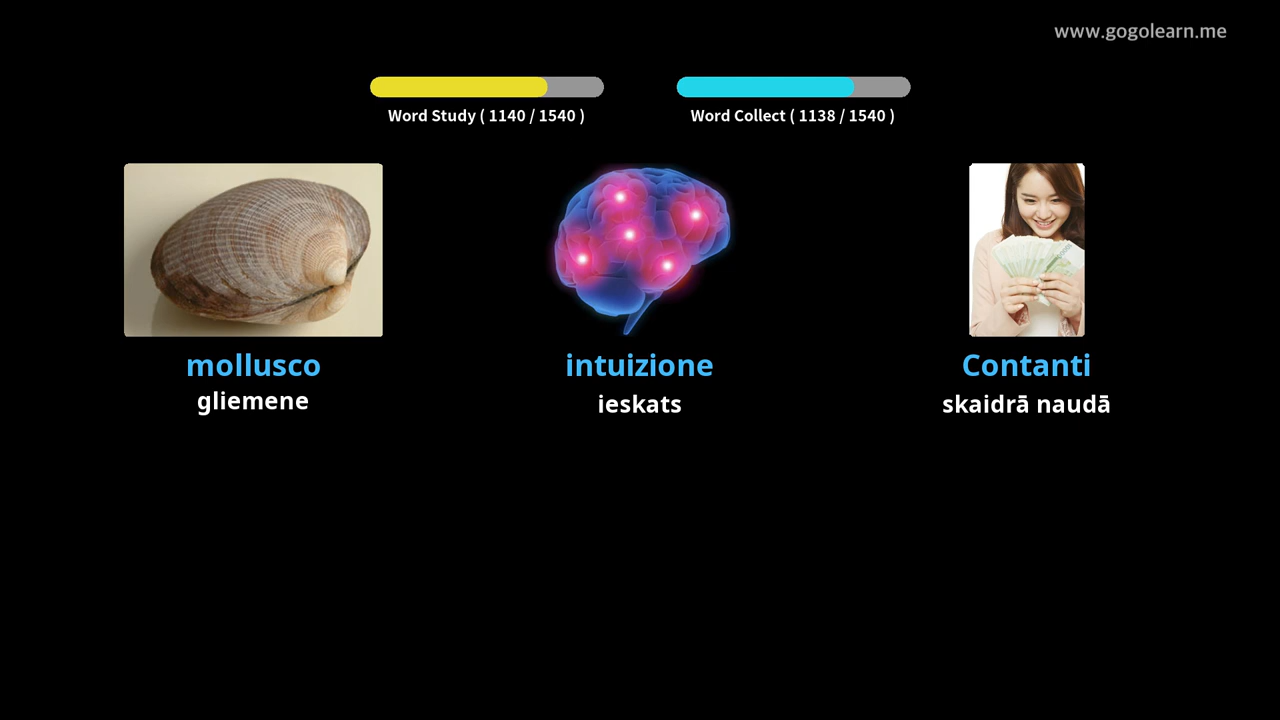 www.gogolearn.me
Word Study ( 1140 / 1540 )
Word Collect ( 1138 / 1540 )
mollusco
gliemene
intuizione
ieskats
Contanti
skaidrā naudā